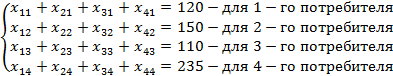 x₁₁ + x₂₁ + x₃₁ + x₄₁ = 120 – для 1 – го потребителя
x₁₂ + x₂₂ + x₃₂ + x₄₂ = 150 – для 2 – го потребителя
x₁₃ + x₂₃ + x₃₃ + x₄₃ = 110 – для 3 – го потребителя
x₁₄ + x₂₄ + x₃₄ + x₄₄ = 235 – для 4 – го потребителя